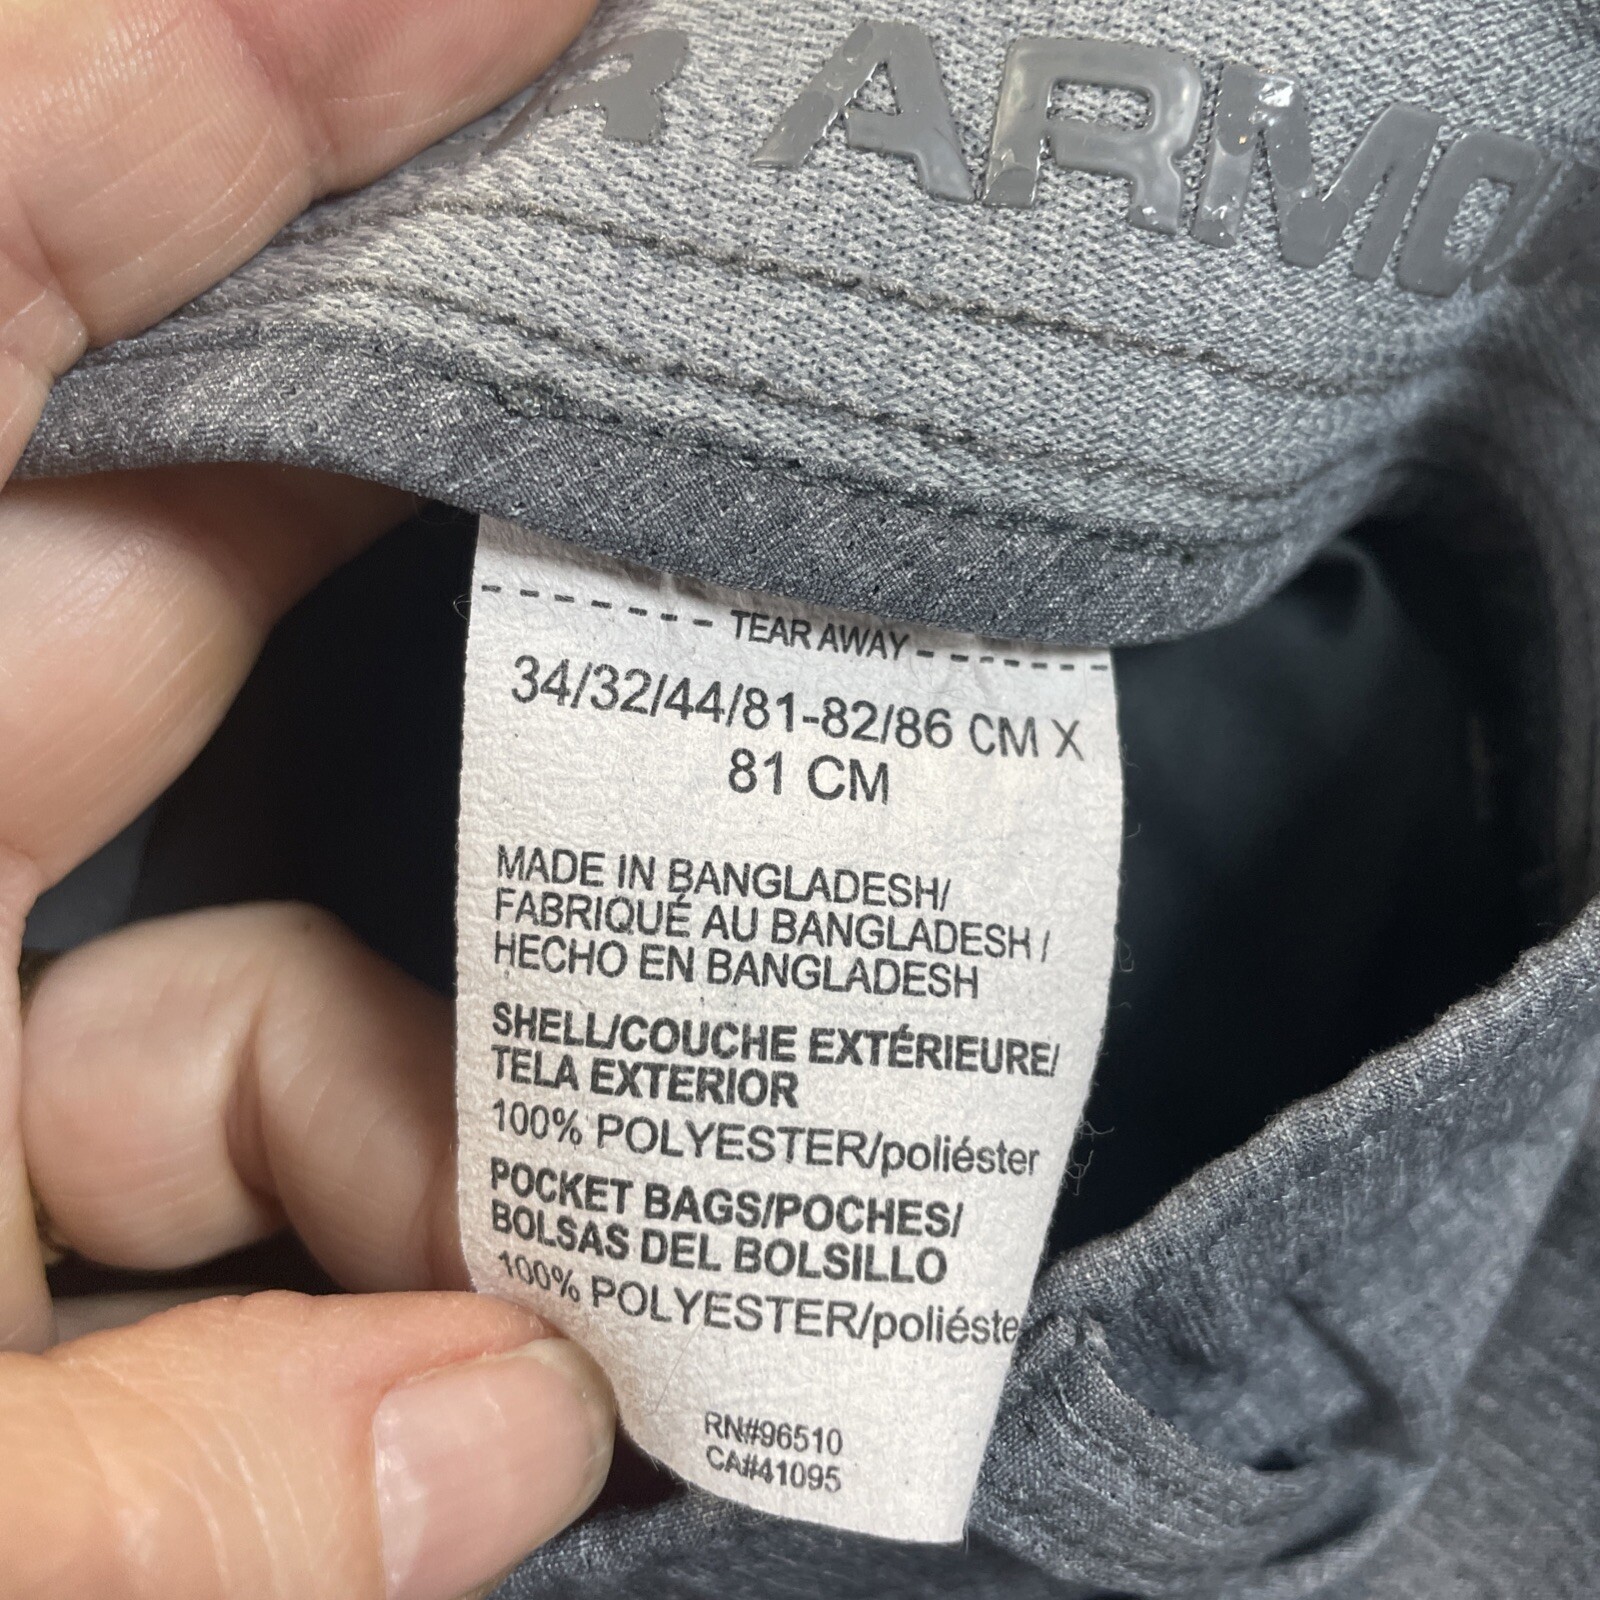 R ARMO
TEAR AWAY
34/32/44/81-82/86 CM X
81 CM
MADE IN BANGLADESH/
FABRIQUÉ AU BANGLADESH /
HECHO EN BANGLADESH
SHELL/COUCHE EXTÉRIEURE/
TELA EXTERIOR
100% POLYESTER/poliéster
POCKET BAGS/POCHES/
BOLSAS DEL BOLSILLO
100% POLYESTER/poliéste
RN#96510
CA#41095